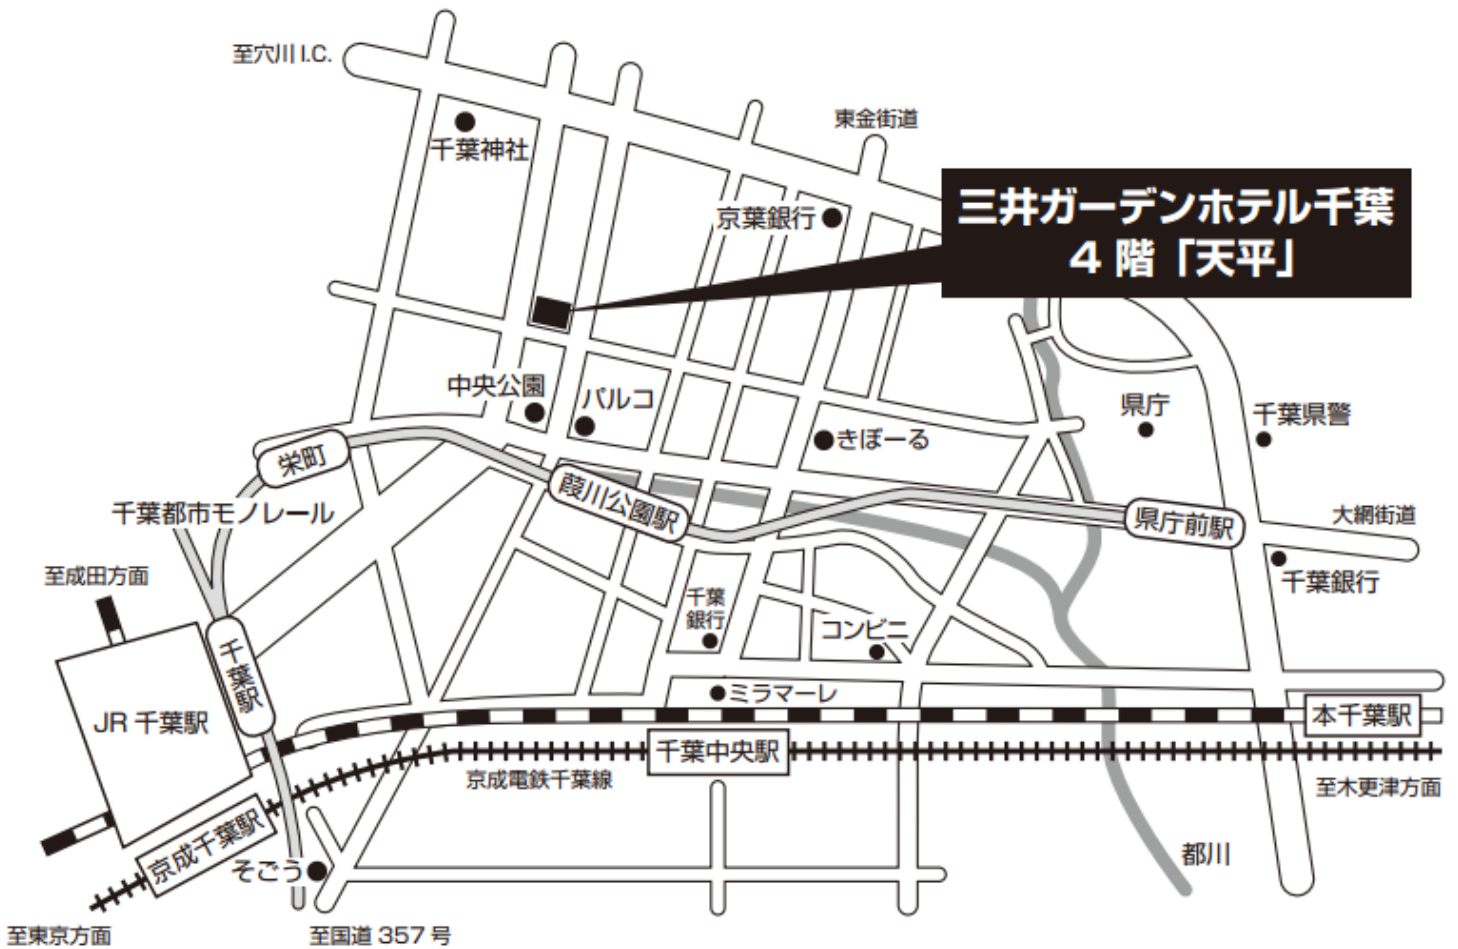 至穴川 I.C.
東金街道
千葉神社
京葉銀行
三井ガーデンホテル千葉
4 階「天平」
中央公園
パルコ
きぼーる
県庁
千葉県警
栄町
葭川公園駅
県庁前駅
大網街道
千葉都市モノレール
千葉銀行
至成田方面
千葉
銀行
コンビニ
千葉駅
JR 千葉駅
ミラマーレ
本千葉駅
千葉中央駅
京成電鉄千葉線
至木更津方面
京成千葉駅
そごう
都川
至東京方面
至国道 357 号